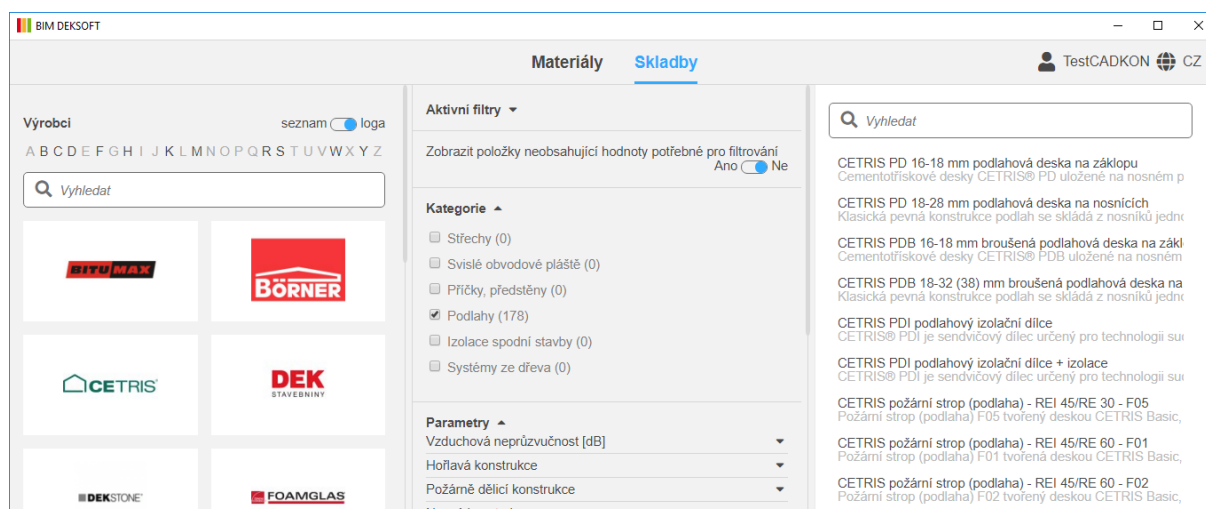 BIM DEKSOFT
Materiály Skladby
TestCADKON CZ
Výrobci
seznam loga
A B C D E F G H I J K L M N O P Q R S T U V W X Y Z
Vyhledat
BITUMAX
BÖRNER
CETRIS
DEK
STAVEBNINY
DEKSTONE
FOAMGLAS
Aktivní filtry
Zobrazit položky neobsahující hodnoty potřebné pro filtrování
Ano Ne
Kategorie
Střechy (0)
Svislé obvodové pláště (0)
Příčky, předstěny (0)
Podlahy (178)
Izolace spodní stavby (0)
Systémy ze dřeva (0)
Parametry
Vzduchová neprůzvučnost [dB]
Hořlavá konstrukce
Požárně dělicí konstrukce
Vyhledat
CETRIS PD 16-18 mm podlahová deska na záklopu
Cementotřískové desky CETRIS® PD uložené na nosném p
CETRIS PD 18-28 mm podlahová deska na nosnících
Klasická pevná konstrukce podlah se skládá z nosníků jedno
CETRIS PDB 16-18 mm broušená podlahová deska na zákl
Cementotřískové desky CETRIS® PDB uložené na nosném
CETRIS PDB 18-32 (38) mm broušená podlahová deska na
Klasická pevná konstrukce podlah se skládá z nosníků jedno
CETRIS PDI podlahový izolační dílce
CETRIS® PDI je sendvičový dílec určený pro technologii suc
CETRIS PDI podlahový izolační dílce + izolace
CETRIS® PDI je sendvičový dílec určený pro technologii suc
CETRIS požární strop (podlaha) - REI 45/RE 30 - F05
Požární strop (podlaha) F05 tvořený deskou CETRIS Basic,
CETRIS požární strop (podlaha) - REI 45/RE 60 - F01
Požární strop (podlaha) F01 tvořená deskou CETRIS Basic,
CETRIS požární strop (podlaha) - REI 45/RE 60 - F02
Požární strop (podlaha) F02 tvořený deskou CETRIS Basic,